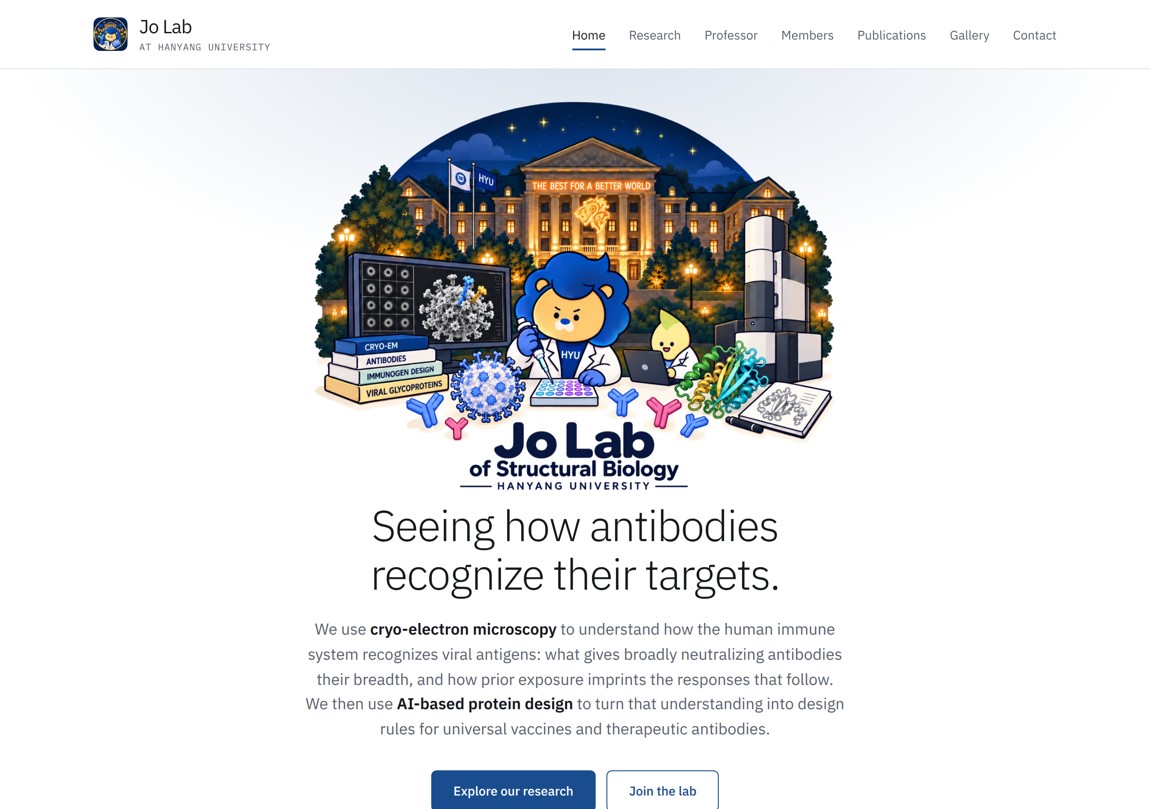 Jo Lab
AT HANYANG UNIVERSITY
Home Research Professor Members Publications Gallery Contact
HYU
THE BEST FOR A BETTER WORLD
CRYO-EM
ANTIBODIES
IMMUNOGEN DESIGN
VIRAL GLYCOPROTEINS
HYU
Jo Lab
of Structural Biology
HANYANG UNIVERSITY
Seeing how antibodies
recognize their targets.
We use cryo-electron microscopy to understand how the human immune
system recognizes viral antigens: what gives broadly neutralizing antibodies
their breadth, and how prior exposure imprints the responses that follow.
We then use AI-based protein design to turn that understanding into design
rules for universal vaccines and therapeutic antibodies.
Explore our research
Join the lab